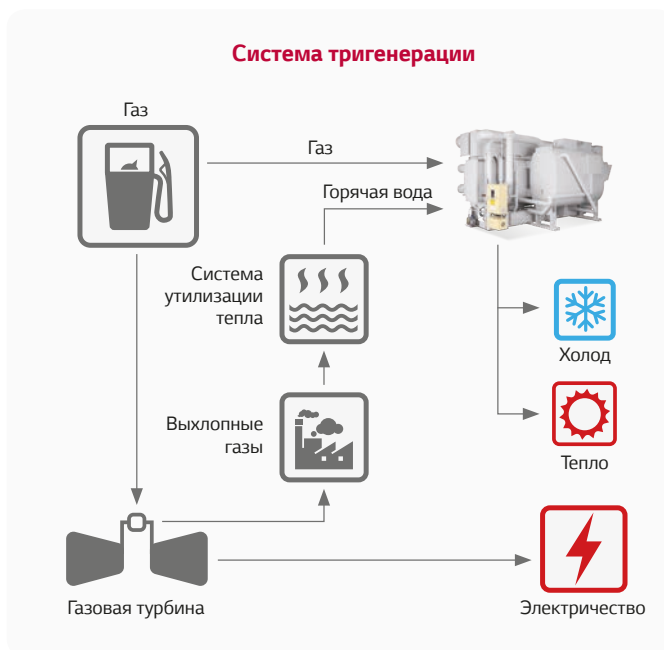 Система тригенерации
Газ
Газ
Горячая вода
Система
утилизации
тепла
Холод
Выхлопные
газы
Тепло
Газовая турбина
Электричество